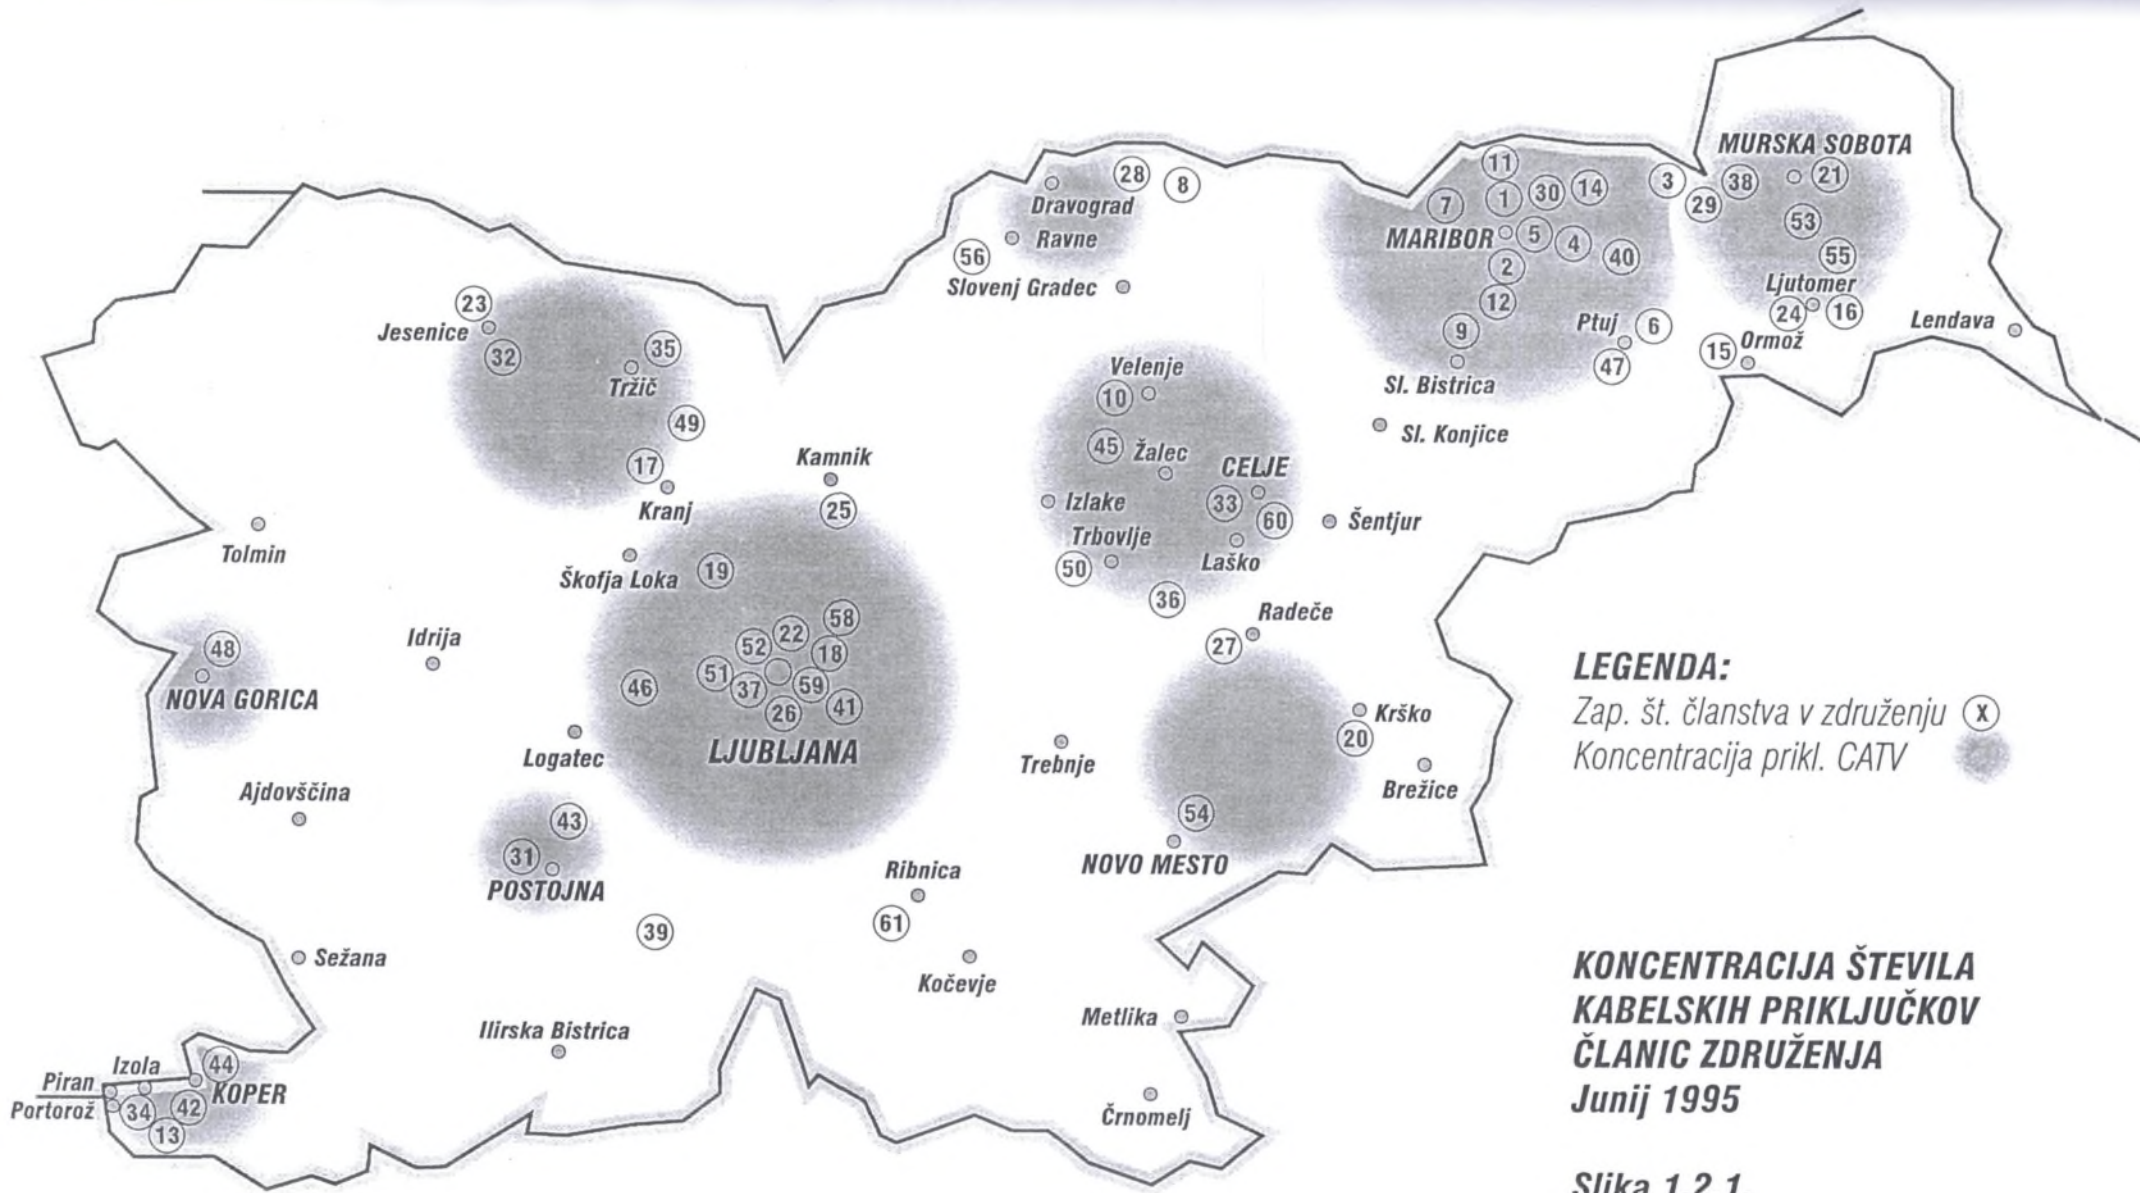 MURSKA SOBOTA
11
28
8
3
38
21
7
1
30
14
29
Dravograd
53
MARIBOR
5
4
Ravne
56
2
40
55
Slovenj Gradec
Ljutomer
23
12
24
16
Jesenice
9
Ptuj
6
Lendava
32
35
15
Ormož
Tržič
Velenje
Sl. Bistrica
47
10
49
Sl. Konjice
45
Žalec
CELJE
17
Kamnik
Kranj
25
Izlake
33
60
Šentjur
Tolmin
Trbovlje
Škofja Loka
19
50
Laško
36
58
Radeče
Idrija
22
48
52
18
27
51
59
46
37
NOVA GORICA
26
41
Krško
20
Logatec
LJUBLJANA
Trebnje
Brežice
Ajdovščina
43
54
31
POSTOJNA
NOVO MESTO
Ribnica
39
61
Sežana
Kočevje
Metlika
Ilirska Bistrica
Izola
44
Piran
KOPER
Portorož
34
42
13
Črnomelj
LEGENDA:
Zap. št. članstva v združenju X
Koncentracija prikl. CATV
KONCENTRACIJA ŠTEVILA
KABELSKIH PRIKLJUČKOV
ČLANIC ZDRUŽENJA
Junij 1995
Slika 1.2.1.